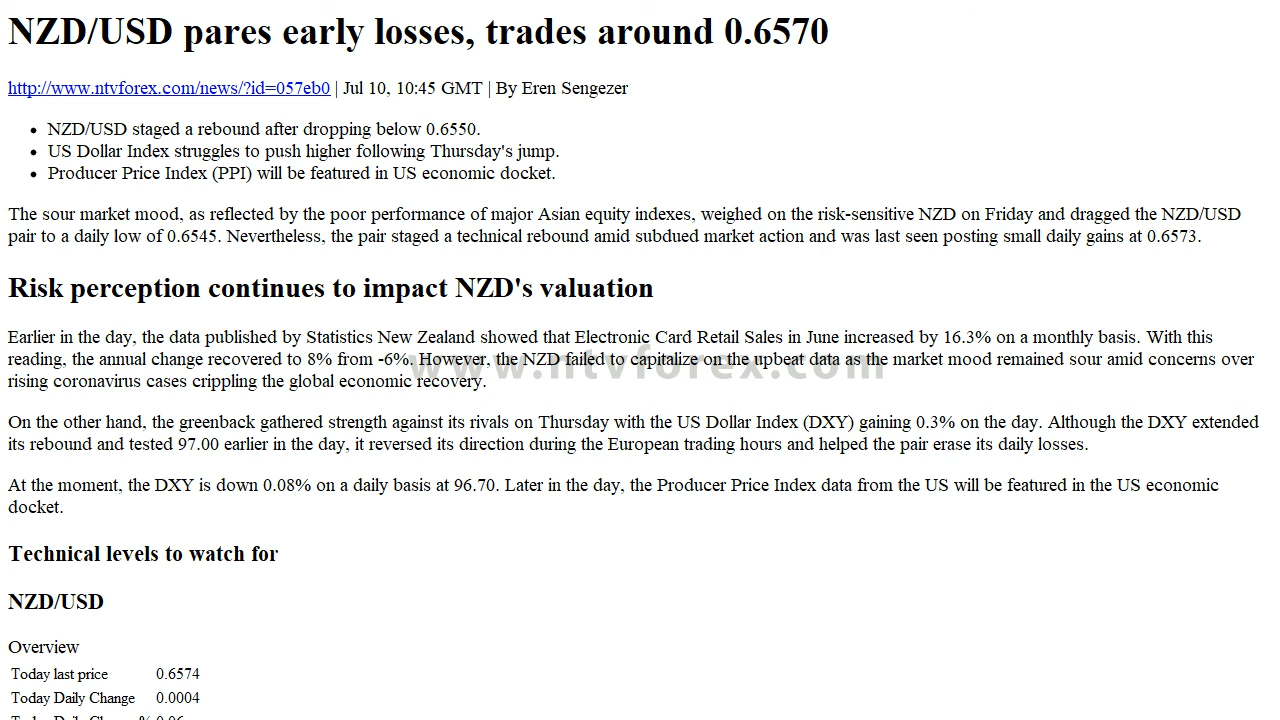 NZD/USD pares early losses, trades around 0.6570
http://www.ntvforex.com/news/?id=057eb0 | Jul 10, 10:45 GMT | By Eren Sengezer
• NZD/USD staged a rebound after dropping below 0.6550.
• US Dollar Index struggles to push higher following Thursday's jump.
• Producer Price Index (PPI) will be featured in US economic docket.
The sour market mood, as reflected by the poor performance of major Asian equity indexes, weighed on the risk-sensitive NZD on Friday and dragged the NZD/USD
pair to a daily low of 0.6545. Nevertheless, the pair staged a technical rebound amid subdued market action and was last seen posting small daily gains at 0.6573.
Risk perception continues to impact NZD's valuation
Earlier in the day, the data published by Statistics New Zealand showed that Electronic Card Retail Sales in June increased by 16.3% on a monthly basis. With this
reading, the annual change recovered to 8% from -6%. However, the NZD failed to capitalize on the upbeat data as the market mood remained sour amid concerns over
rising coronavirus cases crippling the global economic recovery.
www.ntvforex.com
On the other hand, the greenback gathered strength against its rivals on Thursday with the US Dollar Index (DXY) gaining 0.3% on the day. Although the DXY extended
its rebound and tested 97.00 earlier in the day, it reversed its direction during the European trading hours and helped the pair erase its daily losses.
At the moment, the DXY is down 0.08% on a daily basis at 96.70. Later in the day, the Producer Price Index data from the US will be featured in the US economic
docket.
Technical levels to watch for
NZD/USD
Overview
Today last price 0.6574
Today Daily Change 0.0004
Today Daily Change % 0.06